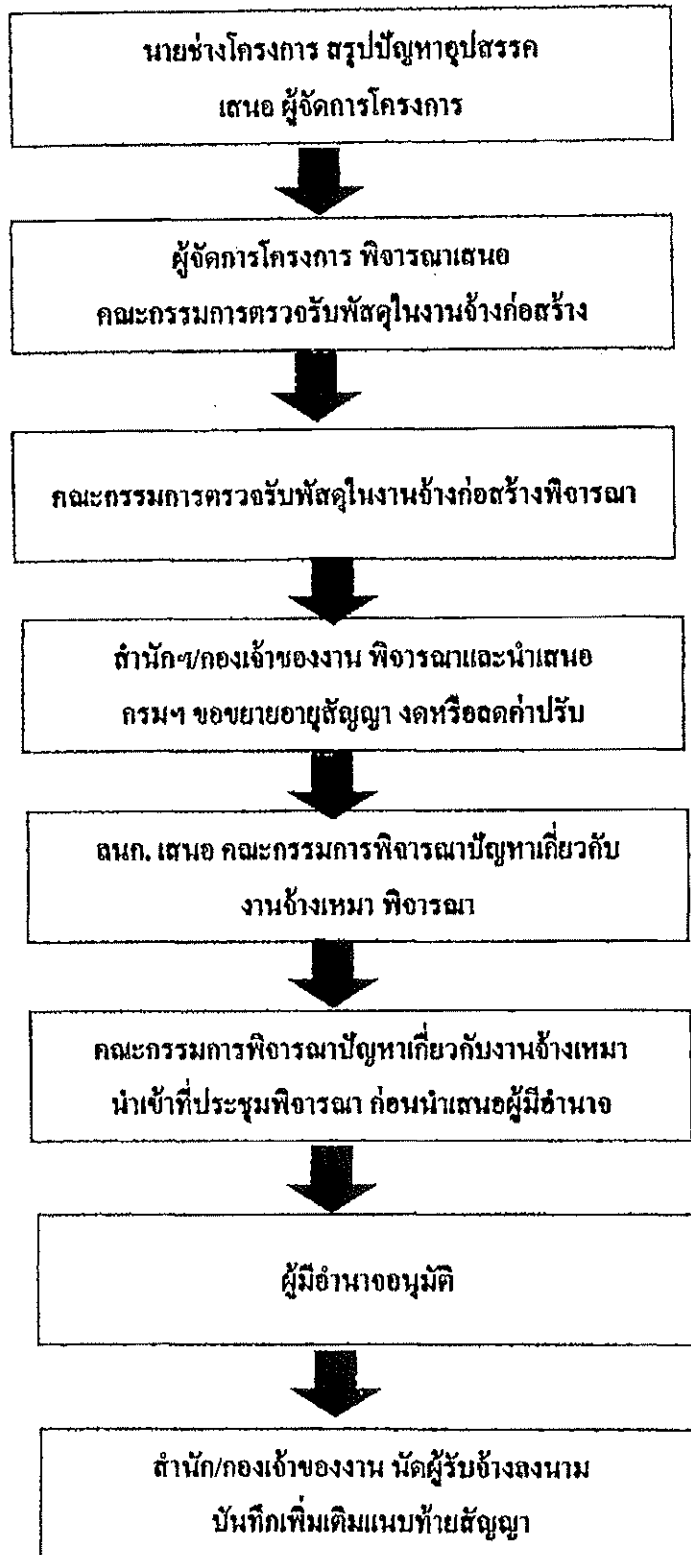 นายช่างโครงการ สรุปปัญหาอุปสรรค
เสนอ ผู้จัดการโครงการ
ผู้จัดการโครงการ พิจารณาเสนอ
คณะกรรมการตรวจรับพัสดุในงานจ้างก่อสร้าง
คณะกรรมการตรวจรับพัสดุในงานจ้างก่อสร้างพิจารณา
สำนักฯ/กองเจ้าของงาน พิจารณาและนำเสนอ
กรมฯ ขอขยายอายุสัญญา งดหรือลดค่าปรับ
ลนก. เสนอ คณะกรรมการพิจารณาปัญหาเกี่ยวกับ
งานจ้างเหมา พิจารณา
คณะกรรมการพิจารณาปัญหาเกี่ยวกับงานจ้างเหมา
นำเข้าที่ประชุมพิจารณา ก่อนนำเสนอผู้มีอำนาจ
ผู้มีอำนาจอนุมัติ
สำนัก/กองเจ้าของงาน นัดผู้รับจ้างลงนาม
บันทึกเพิ่มเติมแนบท้ายสัญญา